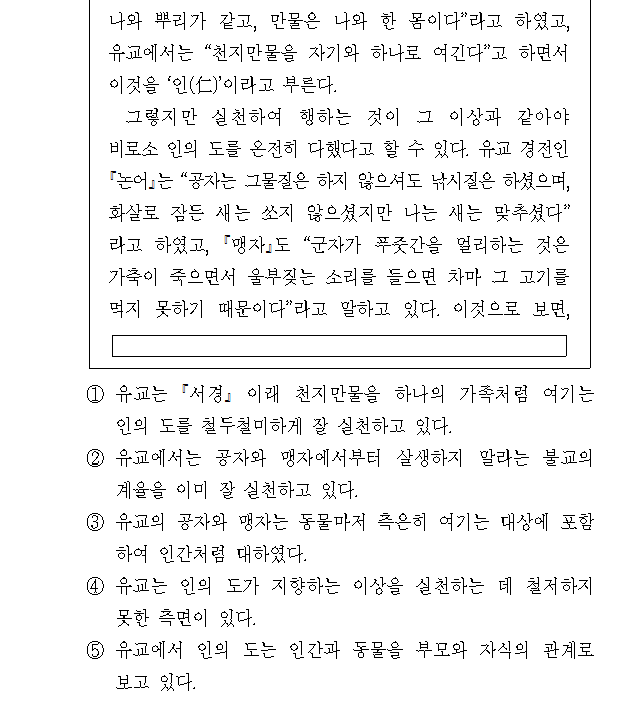 나와 뿌리가 같고, 만물은 나와 한 몸이다”라고 하였고,
유교에서는 “천지만물을 자기와 하나로 여긴다”고 하면서
이것을 ‘인(仁)’이라고 부른다.
그렇지만 실천하여 행하는 것이 그 이상과 같아야
비로소 인의 도를 온전히 다했다고 할 수 있다. 유교 경전인
『논어』는 “공자는 그물질은 하지 않으셔도 낚시질은 하셨으며,
화살로 잠든 새는 쏘지 않으셨지만 나는 새는 맞추셨다”
라고 하였고, 『맹자』도 “군자가 푸줏간을 멀리하는 것은
가축이 죽으면서 울부짖는 소리를 들으면 차마 그 고기를
먹지 못하기 때문이다”라고 말하고 있다. 이것으로 보면,
① 유교는 『서경』 이래 천지만물을 하나의 가족처럼 여기는
인의 도를 철두철미하게 잘 실천하고 있다.
② 유교에서는 공자와 맹자에서부터 살생하지 말라는 불교의
계율을 이미 잘 실천하고 있다.
③ 유교의 공자와 맹자는 동물마저 측은히 여기는 대상에 포함
하여 인간처럼 대하였다.
④ 유교는 인의 도가 지향하는 이상을 실천하는 데 철저하지
못한 측면이 있다.
⑤ 유교에서 인의 도는 인간과 동물을 부모와 자식의 관계로
보고 있다.